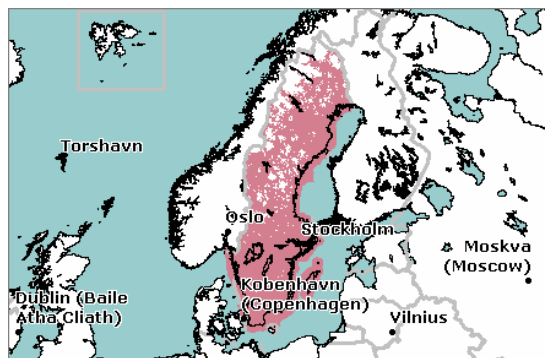 Torshavn
Oslo
Stockholm
Moskva
(Moscow)
Kobenhavn
(Copenhagen)
Dublin (Baile
Atha Cliath)
Vilnius